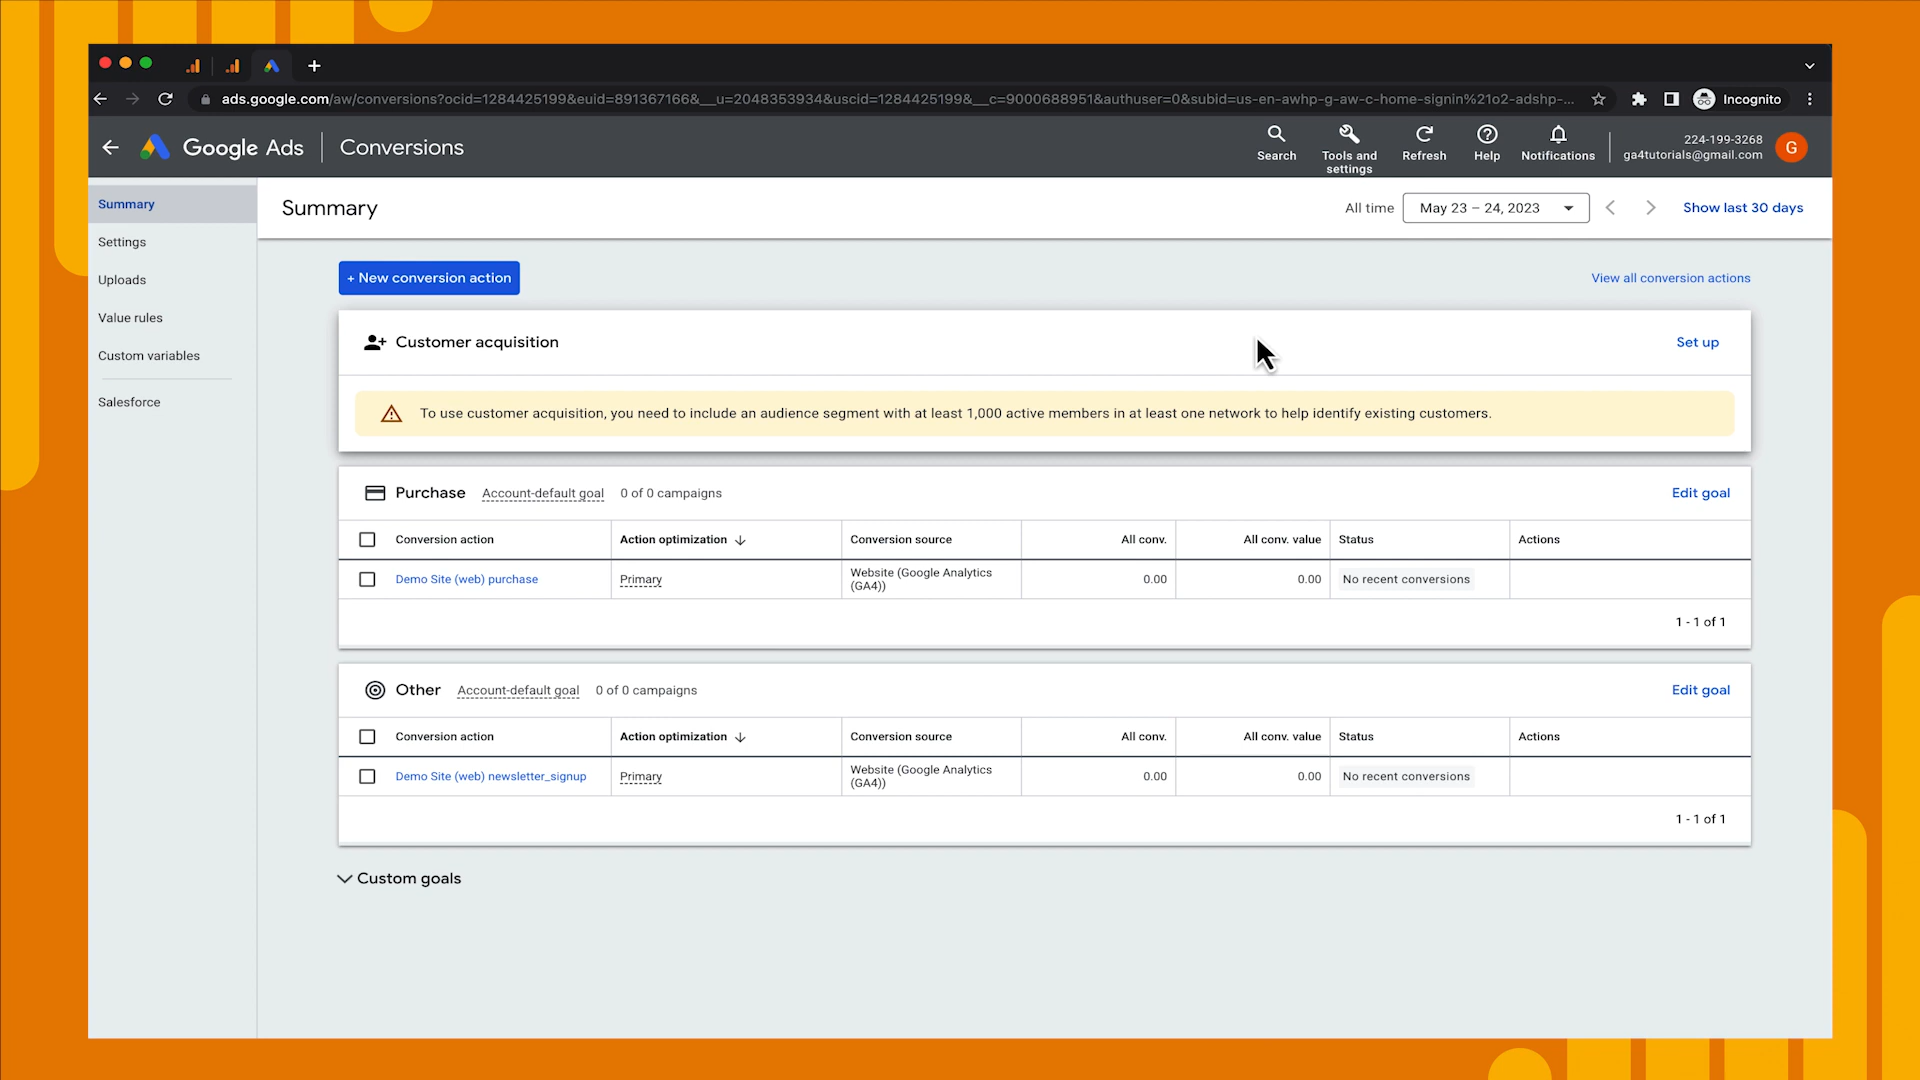 ads.google.com/aw/conversions?ocid=1284425199&euid=891367166&__u=2048353934&uscid=1284425199&__c=9000688951&authuser=0&subid=us-en-awhp-g-aw-c-home-signin%21o2-adshp-...
Incognito
Google Ads
Conversions
Search
Tools and
settings
Refresh
Help
Notifications
224-199-3268
ga4tutorials@gmail.com
G
Summary
Settings
Uploads
Value rules
Custom variables
Salesforce
Summary
All time
May 23 – 24, 2023
Show last 30 days
+ New conversion action
View all conversion actions
Customer acquisition
Set up
To use customer acquisition, you need to include an audience segment with at least 1,000 active members in at least one network to help identify existing customers.
Purchase Account-default goal 0 of 0 campaigns Edit goal
Conversion action Action optimization Conversion source All conv. All conv. value Status Actions
Demo Site (web) purchase Primary Website (Google Analytics
(GA4)) 0.00 0.00 No recent conversions
1 - 1 of 1
Other Account-default goal 0 of 0 campaigns Edit goal
Conversion action Action optimization Conversion source All conv. All conv. value Status Actions
Demo Site (web) newsletter_signup Primary Website (Google Analytics
(GA4)) 0.00 0.00 No recent conversions
1 - 1 of 1
Custom goals